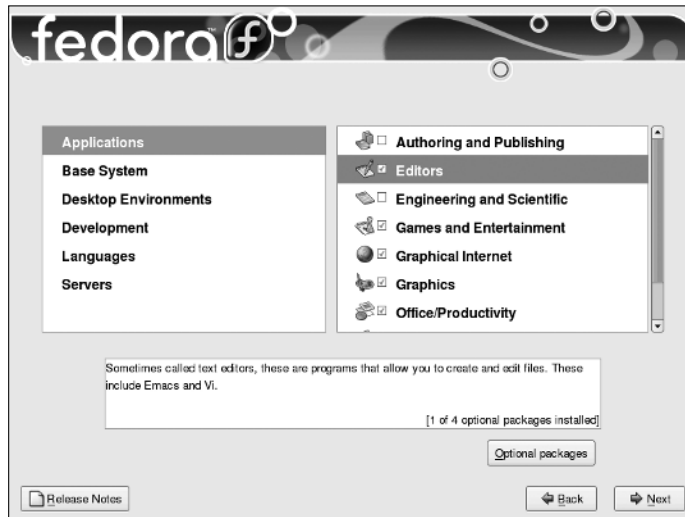 fedora
Applications
Base System
Desktop Environments
Development
Languages
Servers
Authoring and Publishing
Editors
Engineering and Scientific
Games and Entertainment
Graphical Internet
Graphics
Office/Productivity
Sometimes called text editors, these are programs that allow you to create and edit files. These
include Emacs and Vi.
[1 of 4 optional packages installed]
Optional packages
Release Notes
Back
Next